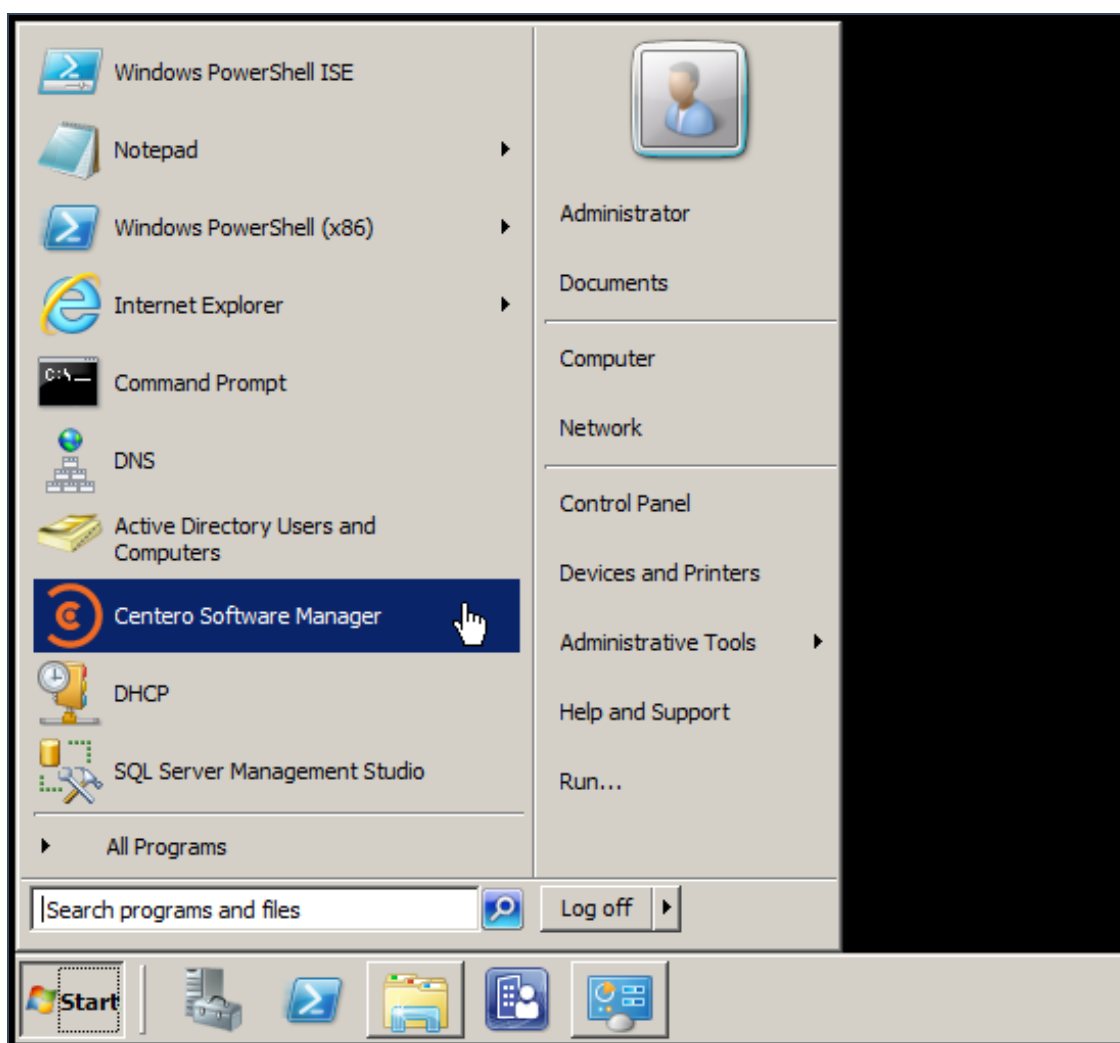 Windows PowerShell ISE
Notepad
Windows PowerShell (x86)
Internet Explorer
C:\_
Command Prompt
DNS
Active Directory Users and
Computers
Centero Software Manager
DHCP
SQL Server Management Studio
All Programs
Search programs and files
Administrator
Documents
Computer
Network
Control Panel
Devices and Printers
Administrative Tools
Help and Support
Run...
Log off
Start